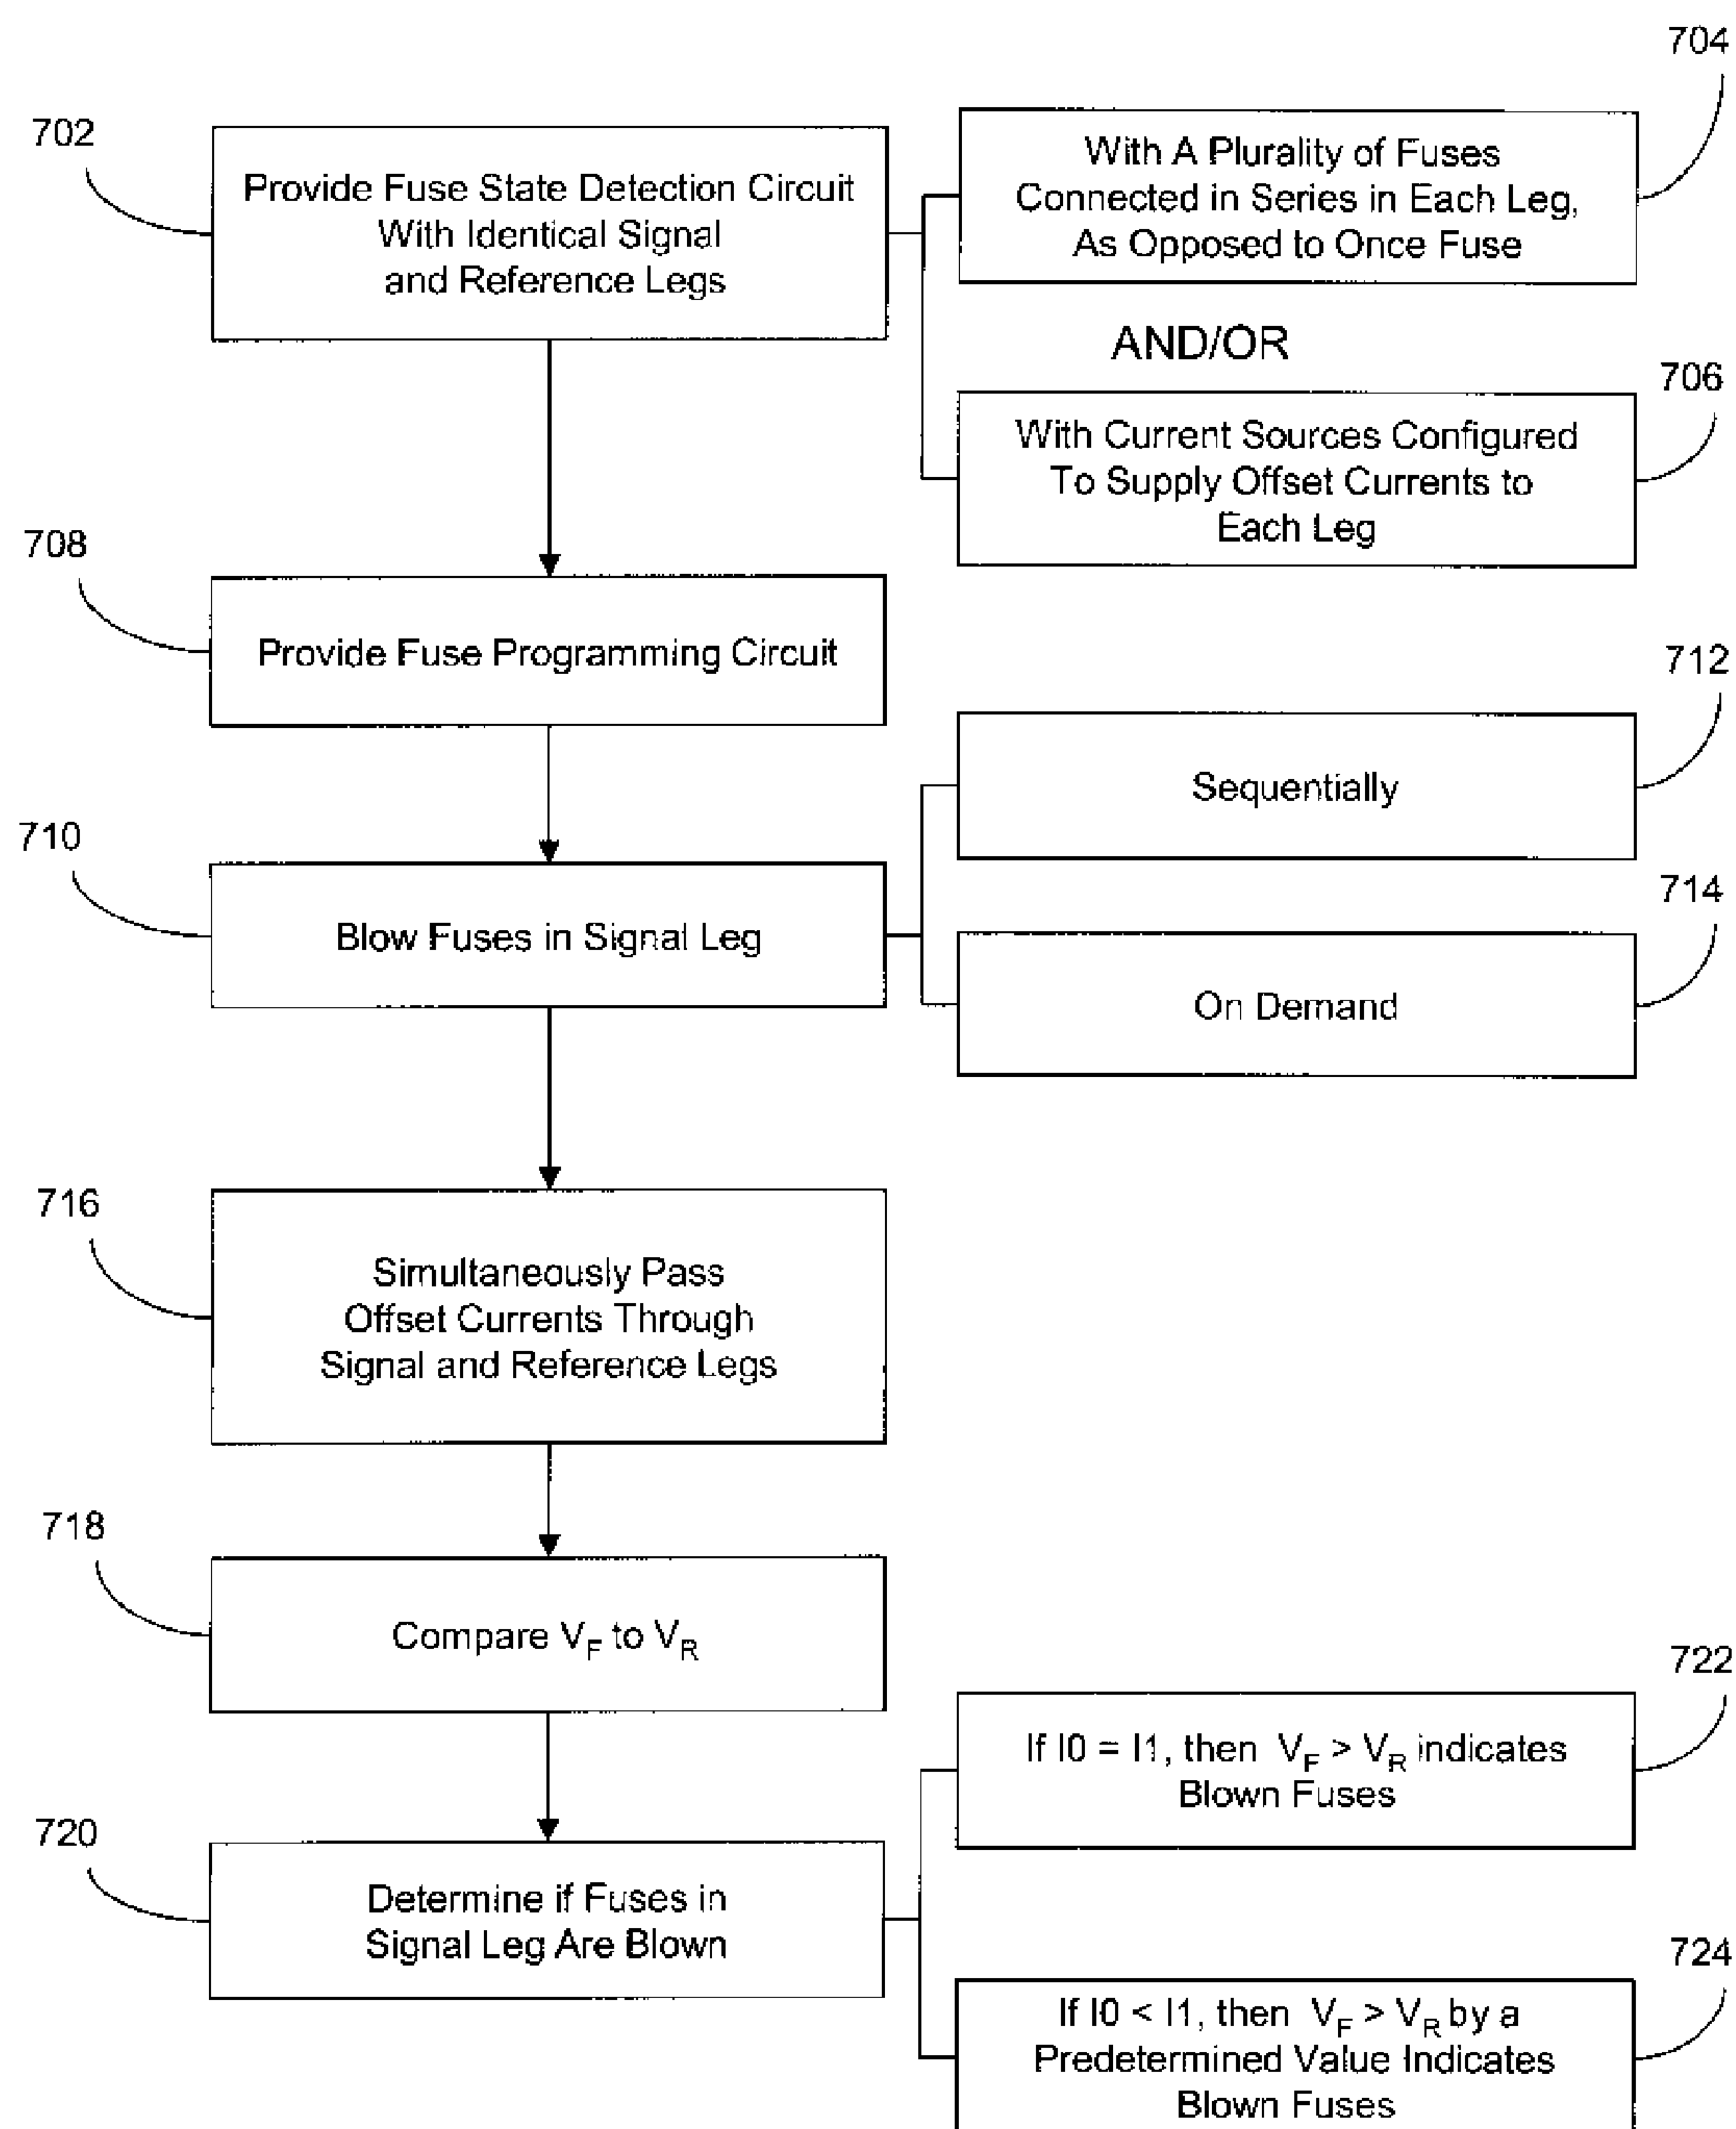 704
702
With A Plurality of Fuses
Connected in Series in Each Leg,
As Opposed to Once Fuse
Provide Fuse State Detection Circuit
With Identical Signal
and Reference Legs
AND/OR
706
With Current Sources Configured
To Supply Offset Currents to
Each Leg
708
Provide Fuse Programming Circuit
712
Sequentially
710
Blow Fuses in Signal Leg
714
On Demand
716
Simultaneously Pass
Offset Currents Through
Signal and Reference Legs
718
Compare V_F to V_R
722
If I0 = I1, then V_F > V_R indicates
Blown Fuses
720
Determine if Fuses in
Signal Leg Are Blown
724
If I0 < I1, then V_F > V_R by a
Predetermined Value Indicates
Blown Fuses